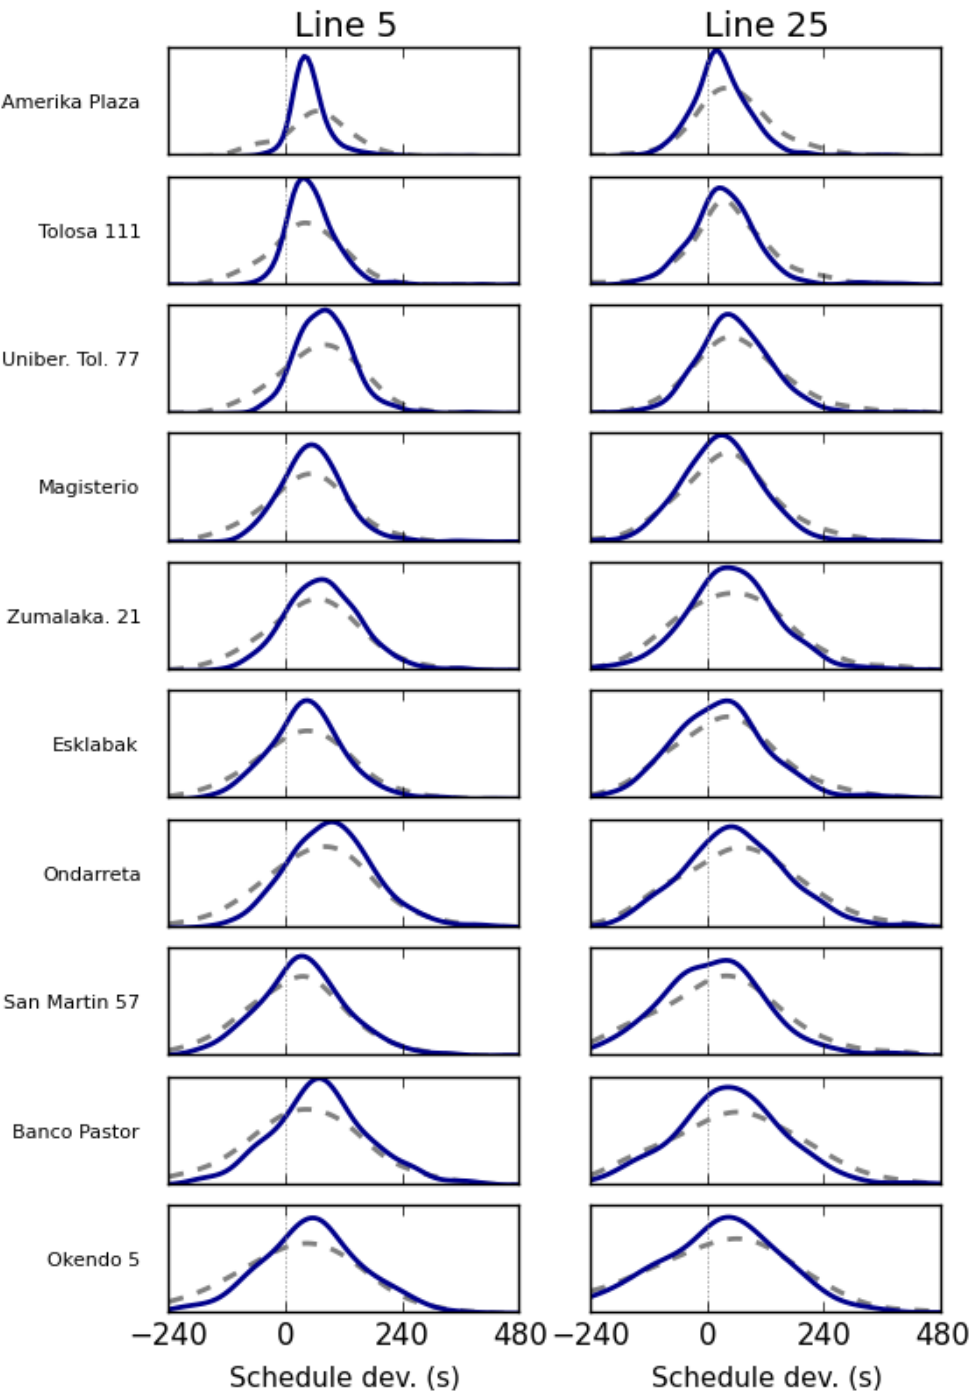 Line 5 Line 25
Amerika Plaza
Tolosa 111
Uniber. Tol. 77
Magisterio
Zumalaka. 21
Esklabak
Ondarreta
San Martin 57
Banco Pastor
Okendo 5
−240 0 240 480 −240 0 240 480
Schedule dev. (s) Schedule dev. (s)